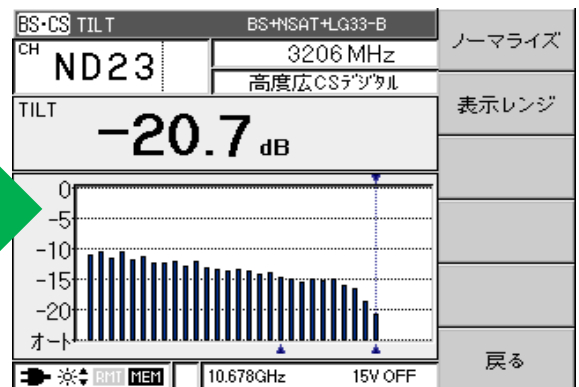 BS・CS TILT
BS+NSAT+LG33-B
CH
ND23
3206 MHz
高度広CSデジタル
TILT
-20.7 dB
0
-5
-10
-15
-20
オート
RMT MEM
10.678GHz
15V OFF
ノーマライズ
表示レンジ
戻る